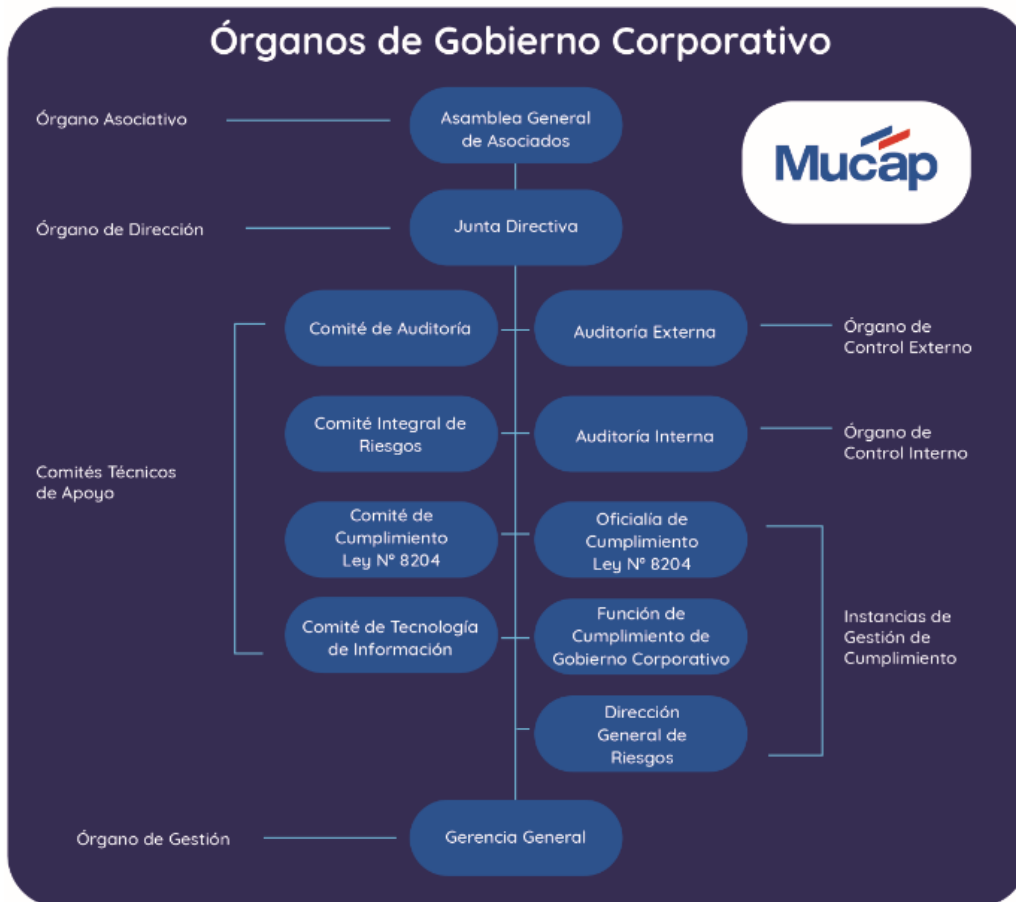 Órganos de Gobierno Corporativo
Órgano Asociativo
Asamblea General
de Asociados
Mucap
Órgano de Dirección
Junta Directiva
Comité de Auditoría
Auditoría Externa
Órgano de
Control Externo
Comité Integral de
Riesgos
Auditoría Interna
Órgano de
Control Interno
Comités Técnicos
de Apoyo
Comité de
Cumplimiento
Ley Nº 8204
Oficialía de
Cumplimiento
Ley Nº 8204
Comité de Tecnología
de Información
Función de
Cumplimiento de
Gobierno Corporativo
Instancias de
Gestión de
Cumplimiento
Dirección
General de
Riesgos
Órgano de Gestión
Gerencia General